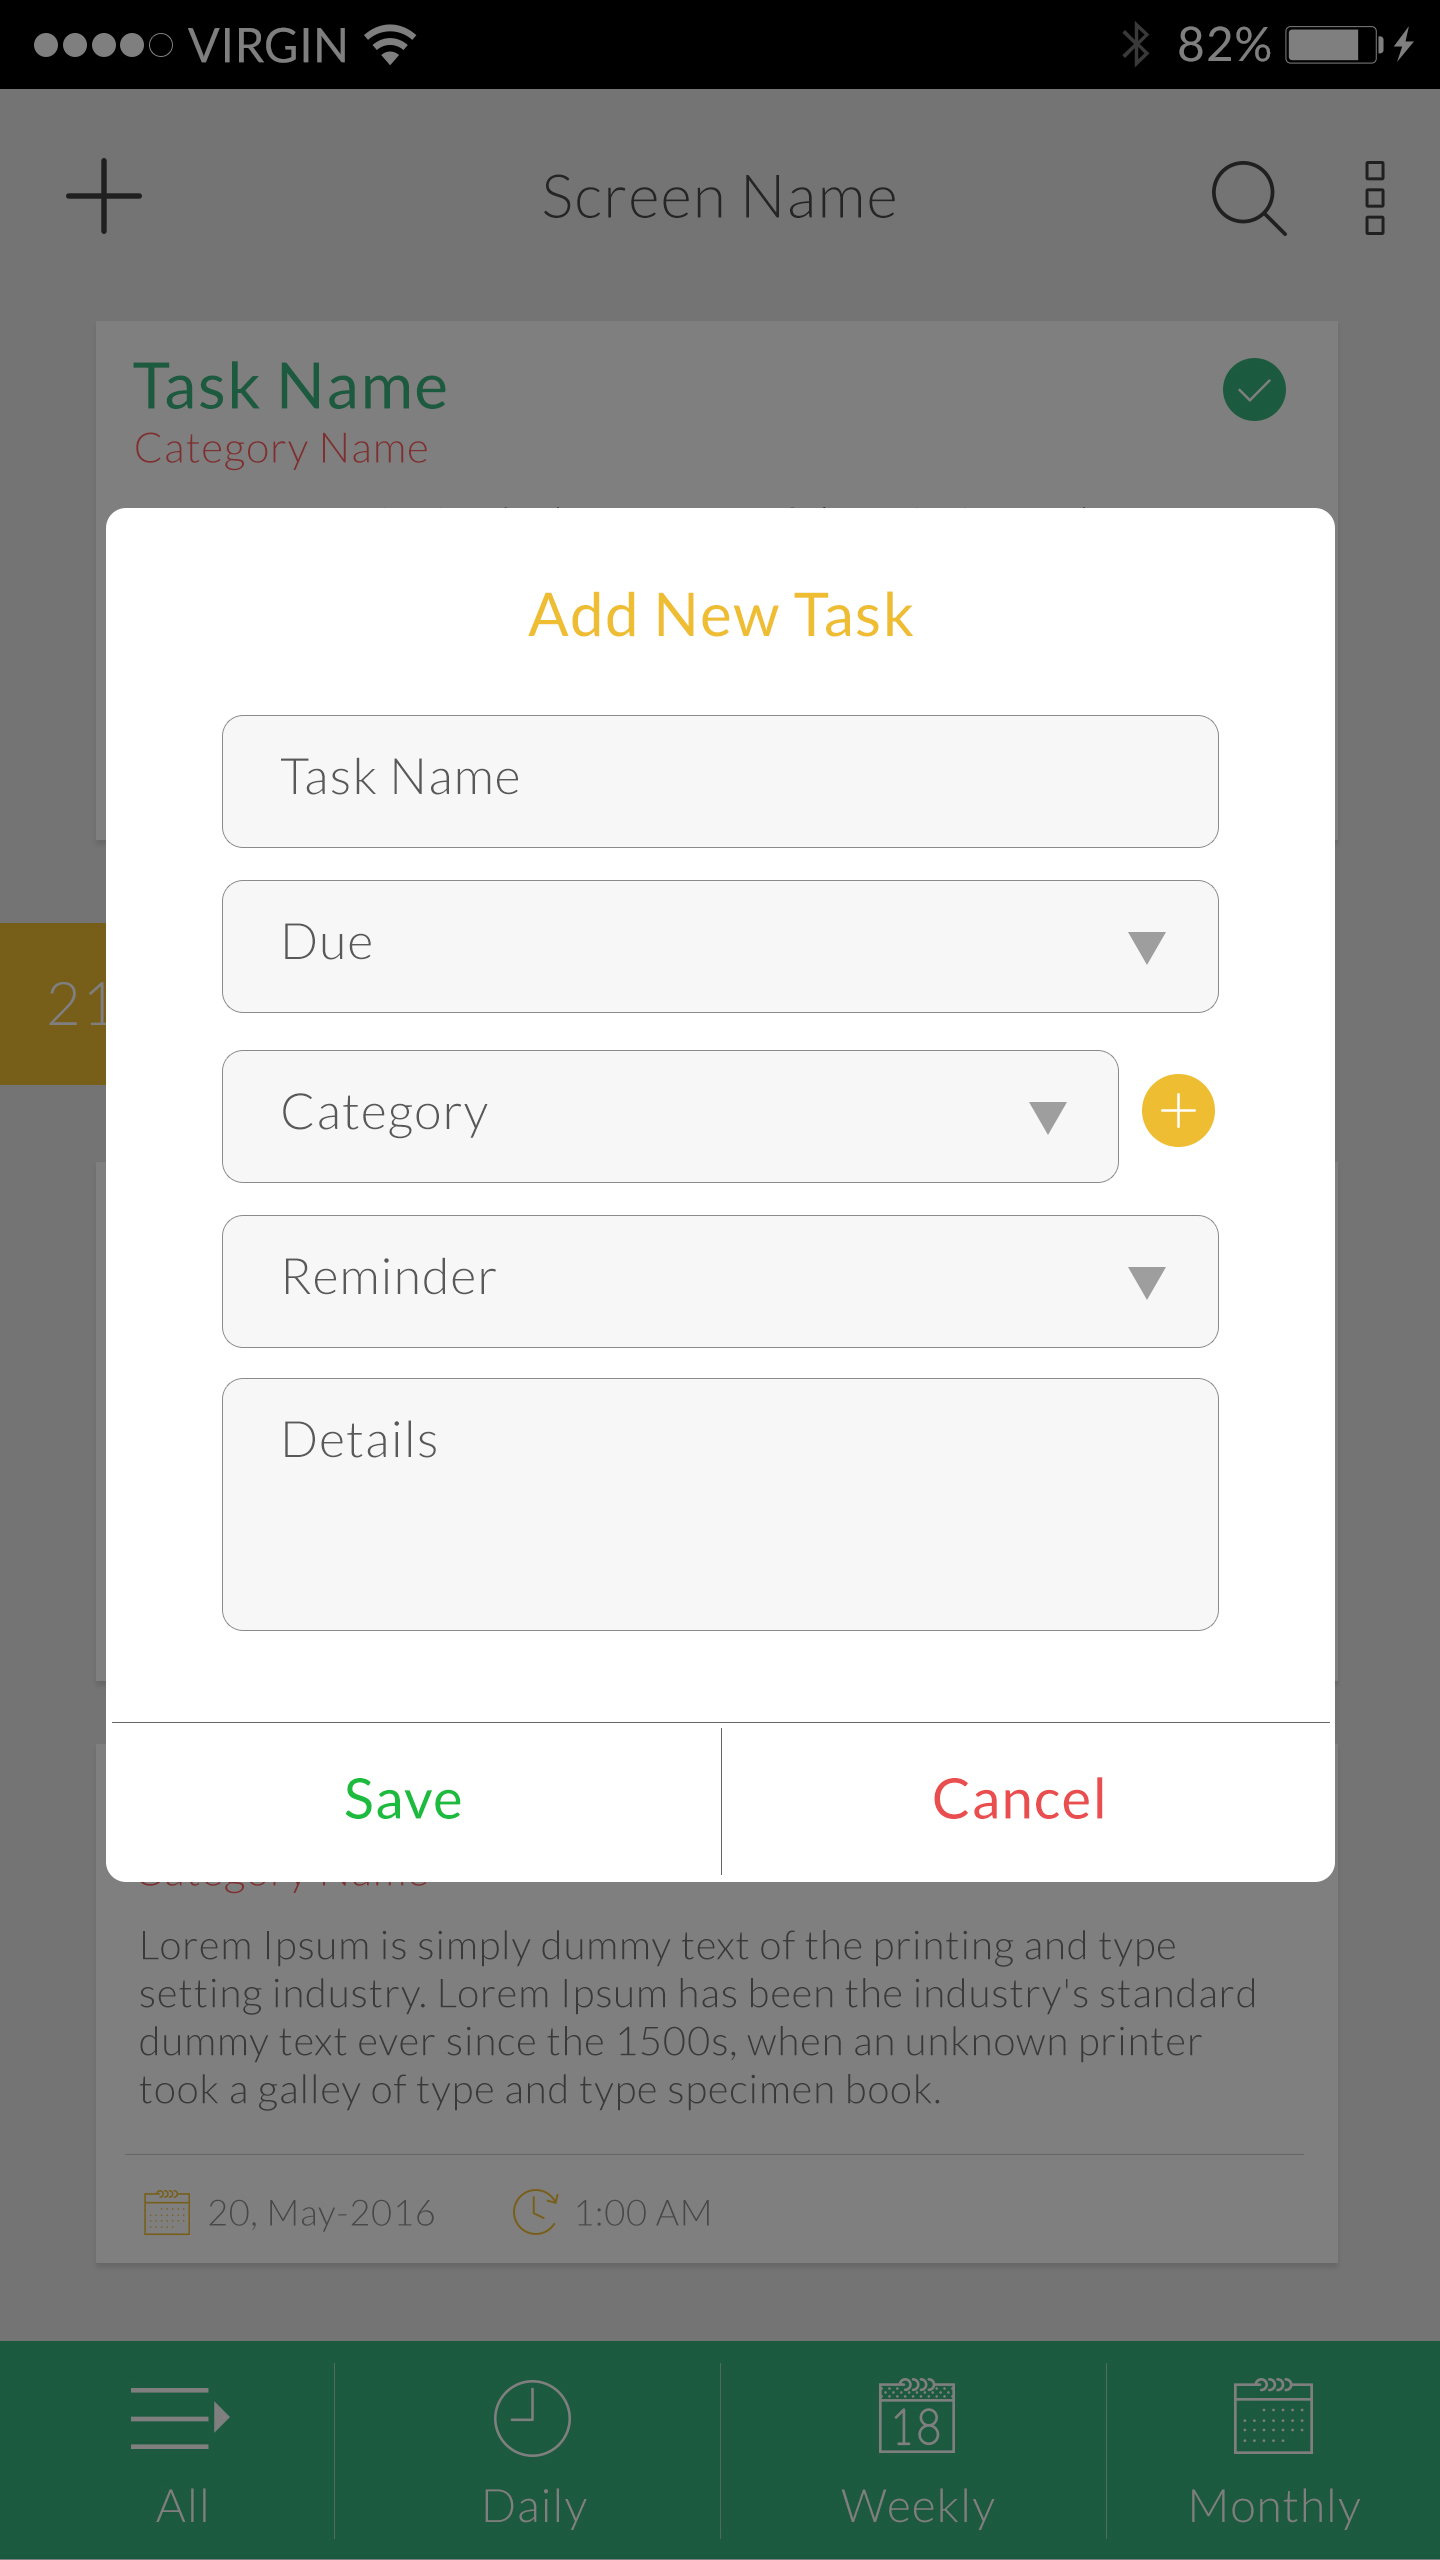 VIRGIN 82%
Screen Name
Task Name
Category Name
Add New Task
Task Name
Due
21
Category
Reminder
Details
Save Cancel
Category Name
Lorem Ipsum is simply dummy text of the printing and type
setting industry. Lorem Ipsum has been the industry's standard
dummy text ever since the 1500s, when an unknown printer
took a galley of type and type specimen book.
20, May-2016 1:00 AM
18
All Daily Weekly Monthly